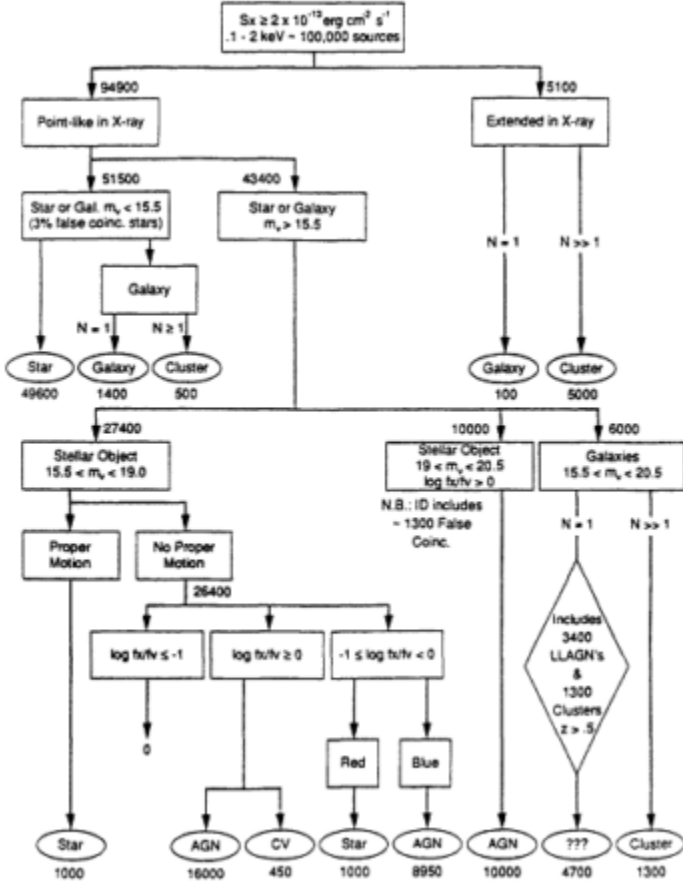 Sx ≥ 2 x 10⁻¹³ erg cm⁻² s⁻¹
.1 - 2 keV ~ 100,000 sources
94900
5100
Point-like in X-ray
Extended in X-ray
51500
43400
Star or Gal. mᵥ < 15.5
(3% false coinc. stars)
Star or Galaxy
mᵥ > 15.5
Galaxy
N = 1
N >> 1
N = 1
N ≥ 1
Star
Galaxy
Cluster
Galaxy
Cluster
49600
1400
500
100
5000
27400
10000
6000
Stellar Object
15.5 < mᵥ < 19.0
Stellar Object
19 < mᵥ < 20.5
log fx/fv > 0
Galaxies
15.5 < mᵥ < 20.5
N.B.: ID includes
~ 1300 False
Coinc.
N = 1
N >> 1
Proper
Motion
No Proper
Motion
26400
log fx/fv ≤ -1
log fx/fv ≥ 0
-1 ≤ log fx/fv < 0
Includes
3400
LLAGN's
&
1300
Clusters
z > .5
0
Red
Blue
Star
AGN
CV
Star
AGN
AGN
???
Cluster
1000
16000
450
1000
8950
10000
4700
1300